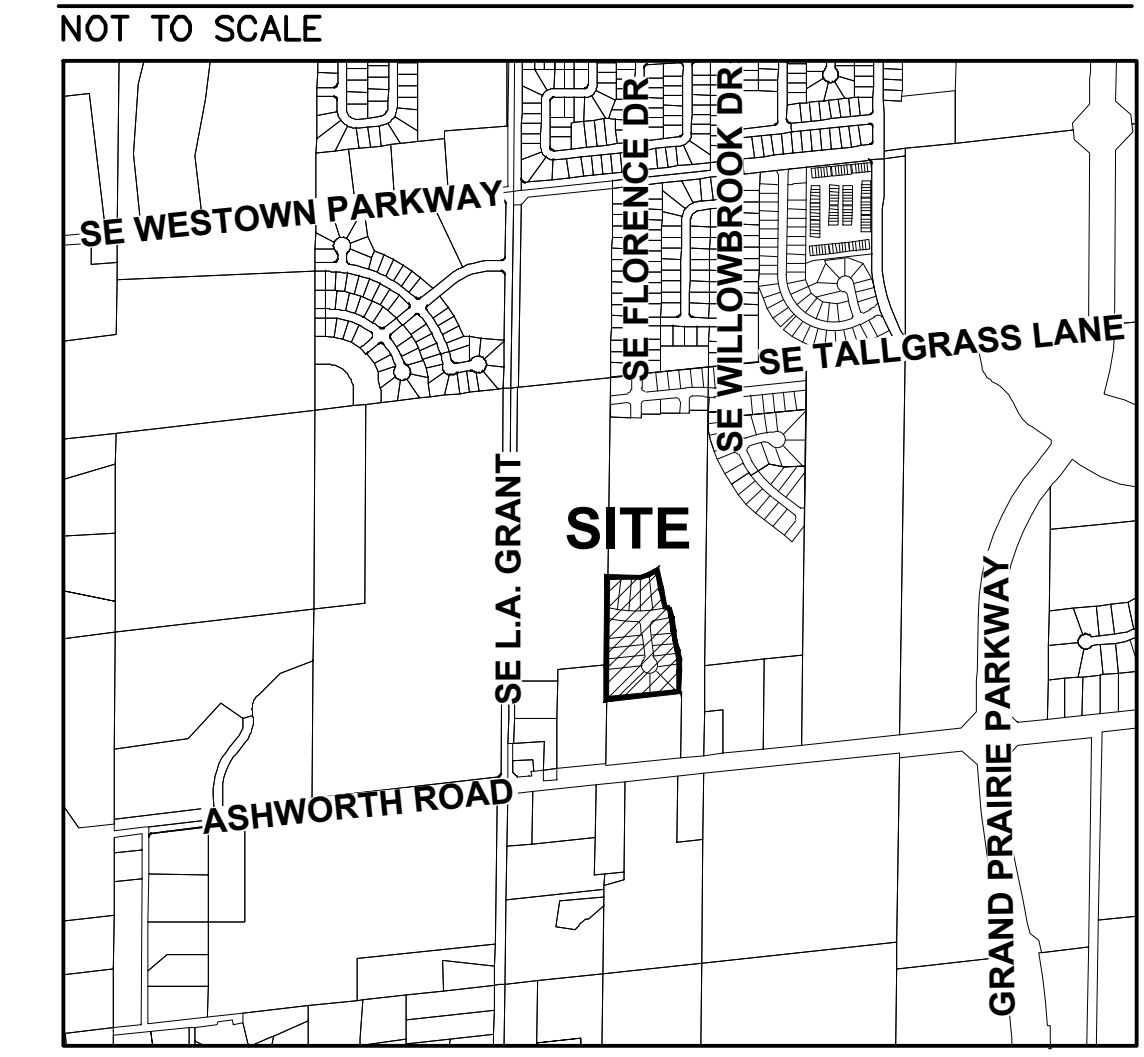 NOT TO SCALE
SE WESTOWN PARKWAY
SE FLORENCE DR
SE WILLOWBROOK DR
SE TALLGRASS LANE
SE L.A. GRANT
SITE
GRAND PRAIRIE PARKWAY
ASHWORTH ROAD